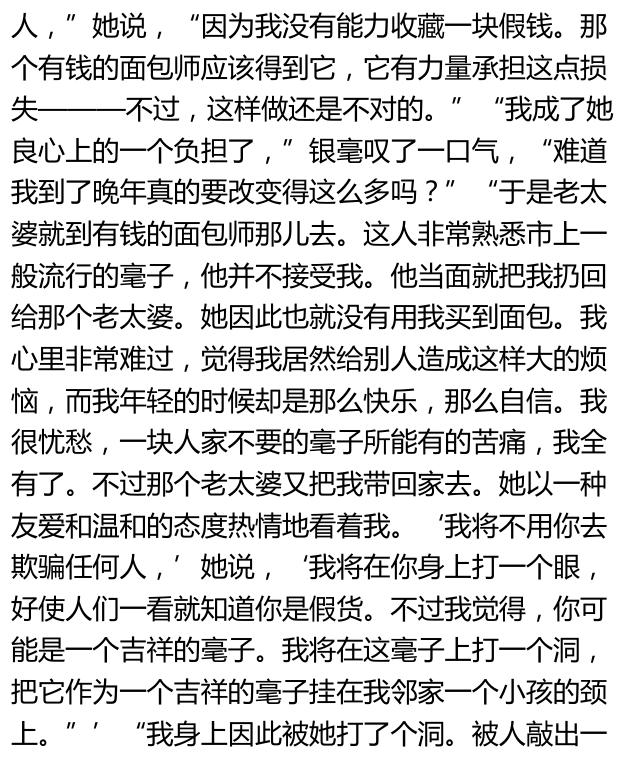 人，”她说，“因为我没有能力收藏一块假钱。那
个有钱的面包师应该得到它，它有力量承担这点损
失————不过，这样做还是不对的。”“我成了她
良心上的一个负担了，”银毫叹了一口气，“难道
我到了晚年真的要改变得这么多吗？”“于是老太
婆就到有钱的面包师那儿去。这人非常熟悉市上一
般流行的毫子，他并不接受我。他当面就把我扔回
给那个老太婆。她因此也就没有用我买到面包。我
心里非常难过，觉得我居然给别人造成这样大的烦
恼，而我年轻的时候却是那么快乐，那么自信。我
很忧愁，一块人家不要的毫子所能有的苦痛，我全
有了。不过那个老太婆又把我带回家去。她以一种
友爱和温和的态度热情地看着我。‘我将不用你去
欺骗任何人，’她说，‘我将在你身上打一个眼，
好使人们一看就知道你是假货。不过我觉得，你可
能是一个吉祥的毫子。我将在这毫子上打一个洞，
把它作为一个吉祥的毫子挂在我邻家一个小孩的颈
上。”’“我身上因此被她打了个洞。被人敲出一